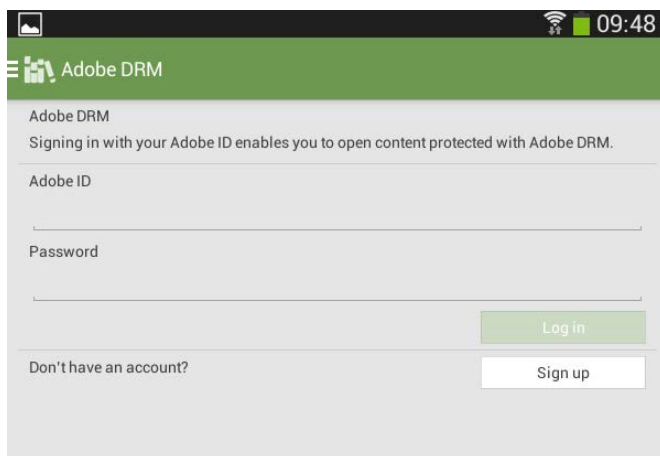 09:48
Adobe DRM
Adobe DRM
Signing in with your Adobe ID enables you to open content protected with Adobe DRM.
Adobe ID
Password
Log in
Don't have an account?
Sign up